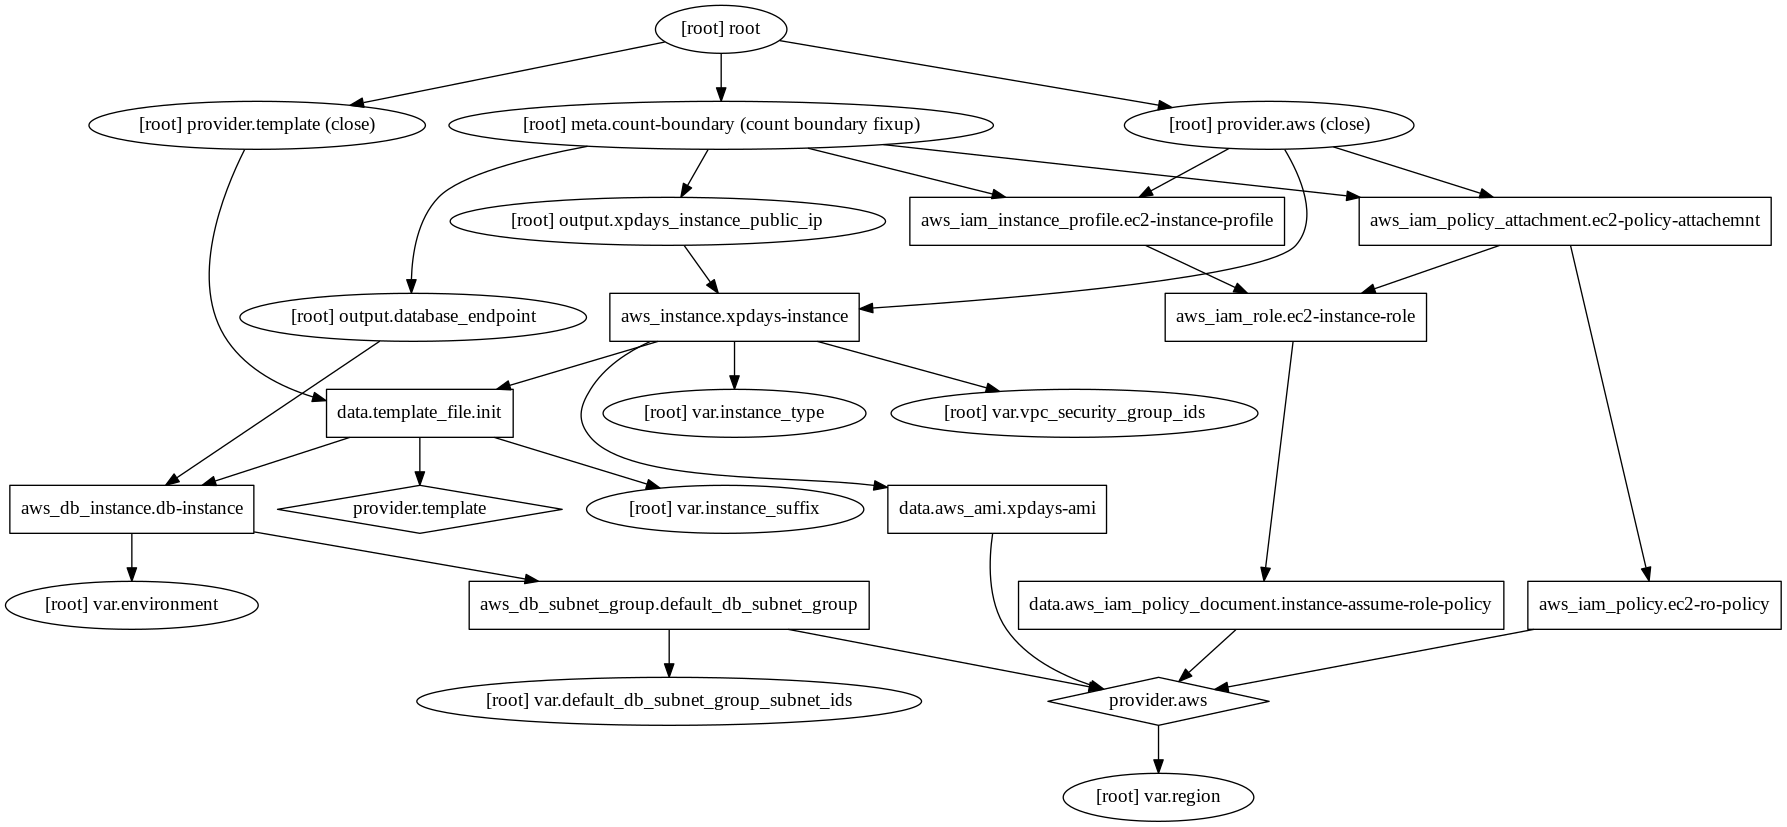 [root] root
[root] provider.template (close)
[root] meta.count-boundary (count boundary fixup)
[root] provider.aws (close)
[root] output.xpdays_instance_public_ip
aws_iam_instance_profile.ec2-instance-profile
aws_iam_policy_attachment.ec2-policy-attachemnt
[root] output.database_endpoint
aws_instance.xpdays-instance
aws_iam_role.ec2-instance-role
data.template_file.init
[root] var.instance_type
[root] var.vpc_security_group_ids
aws_db_instance.db-instance
provider.template
[root] var.instance_suffix
data.aws_ami.xpdays-ami
[root] var.environment
aws_db_subnet_group.default_db_subnet_group
data.aws_iam_policy_document.instance-assume-role-policy
aws_iam_policy.ec2-ro-policy
[root] var.default_db_subnet_group_subnet_ids
provider.aws
[root] var.region